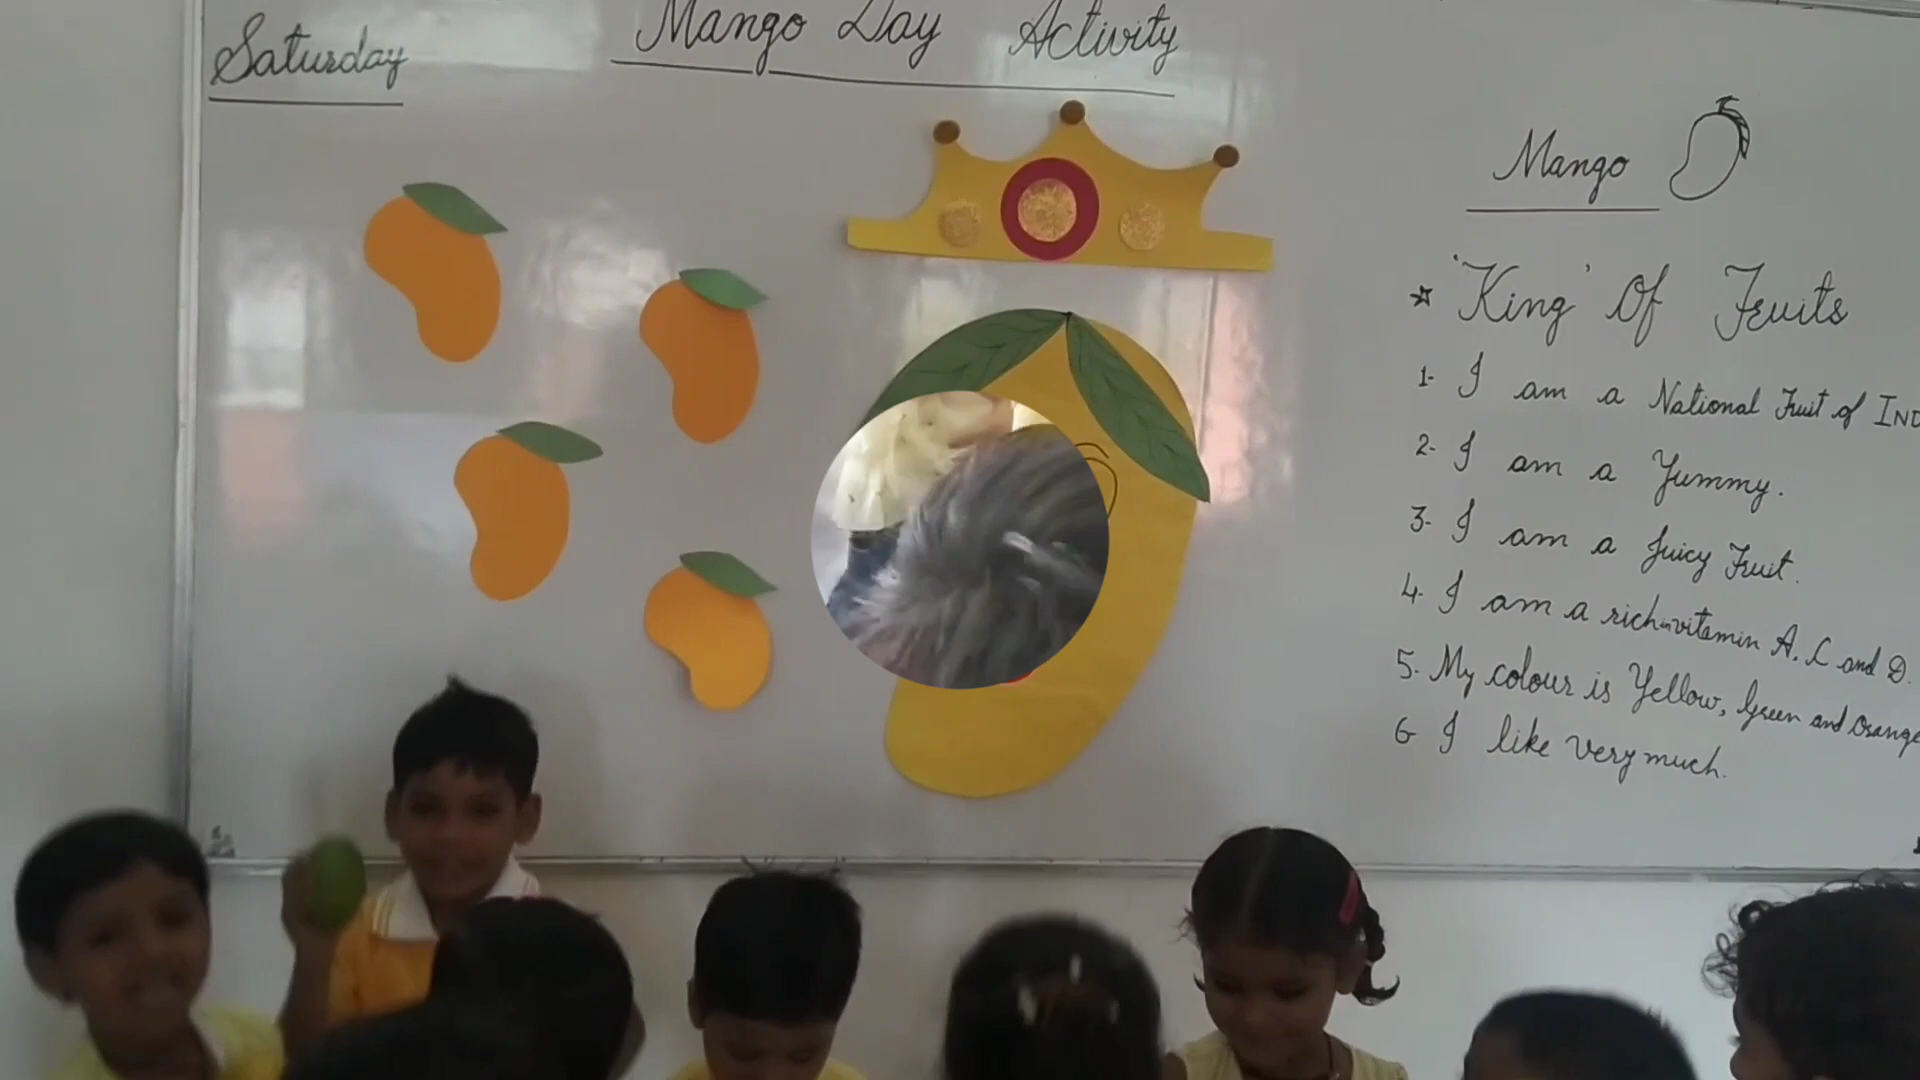 Saturday
Mango Day Activity
Mango
☆ 'King' Of Fruits
1- I am a National Fruit of IND
2- I am a Yummy.
3- I am a Juicy Fruit.
4- I am a rich in vitamin A, C and D.
5. My colour is Yellow, Green and Orange
6 I like very much.